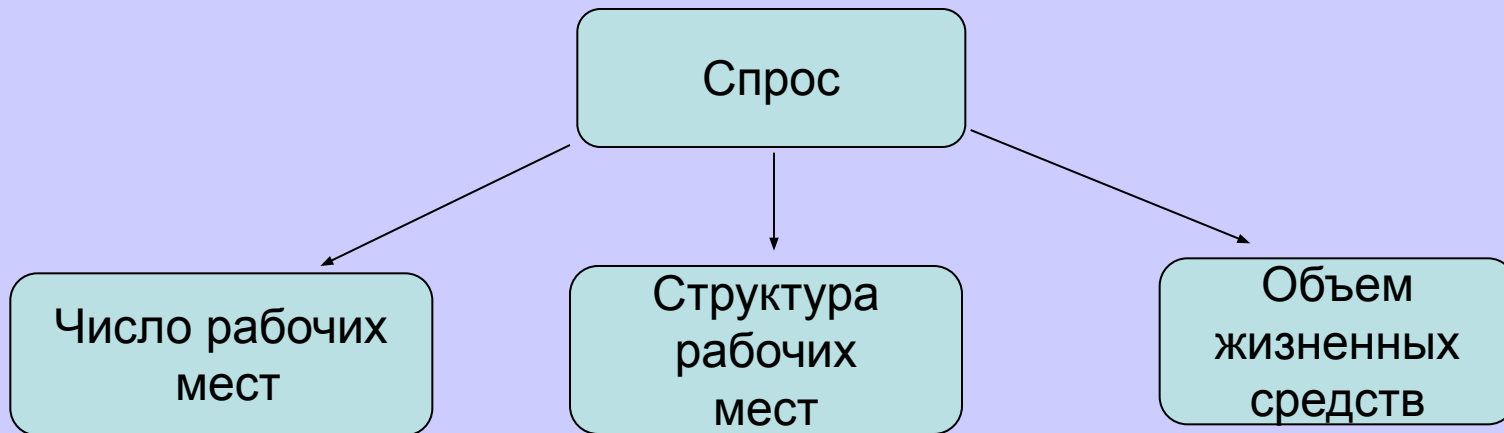 Спрос
Число рабочих
мест
Структура
рабочих
мест
Объем
жизненных
средств